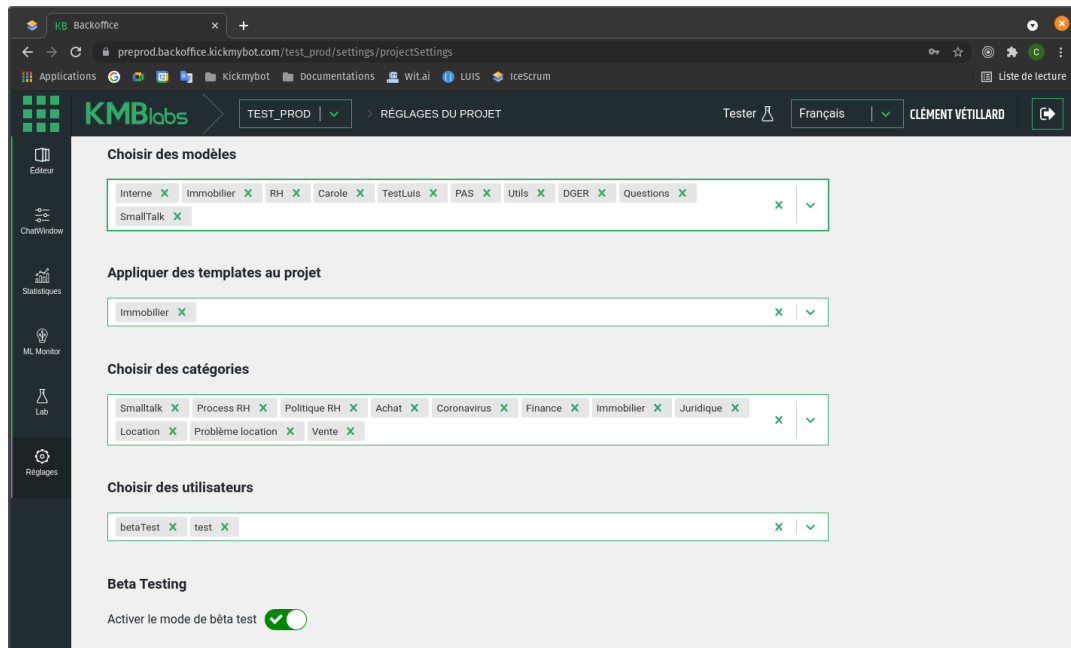 KB Backoffice
preprod.backoffice.kickmybot.com/test_prod/settings/projectSettings
C
Applications
Kickmybot
Documentations
Wit.ai
LUIS
IceScrum
Liste de lecture
KMBlabs
TEST_PROD
RÉGLAGES DU PROJET
Tester
Français
CLÉMENT VÉTILLARD
Éditeur
ChatWindow
Statistiques
ML Monitor
Lab
Réglages
Choisir des modèles
Interne Immobilier RH Carole TestLuis PAS Utils DGER Questions
SmallTalk
Appliquer des templates au projet
Immobilier
Choisir des catégories
Smalltalk Process RH Politique RH Achat Coronavirus Finance Immobilier Juridique
Location Problème location Vente
Choisir des utilisateurs
betaTest test
Beta Testing
Activer le mode de bêta test